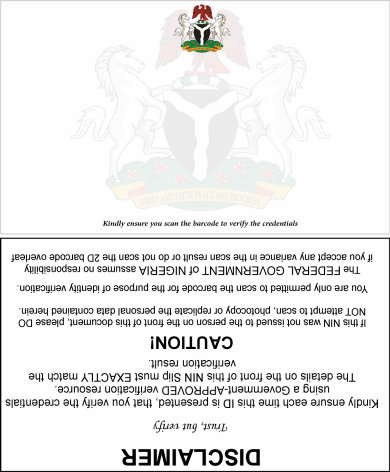 UNITY AND FAITH, PEACE AND PROGRESS
Kindly ensure you scan the barcode to verify the credentials
DISCLAIMER
Trust, but verify
Kindly ensure each time this ID is presented, that you verify the credentials
using a Government-APPROVED verification resource.
The details on the front of this NIN Slip must EXACTLY match the
verification result.
CAUTION!
If this NIN was not issued to the person on the front of this document, please DO
NOT attempt to scan, photocopy or replicate the personal data contained herein.
You are only permitted to scan the barcode for the purpose of identity verification.
The FEDERAL GOVERNMENT of NIGERIA assumes no responsibility
if you accept any variance in the scan result or do not scan the 2D barcode overleaf